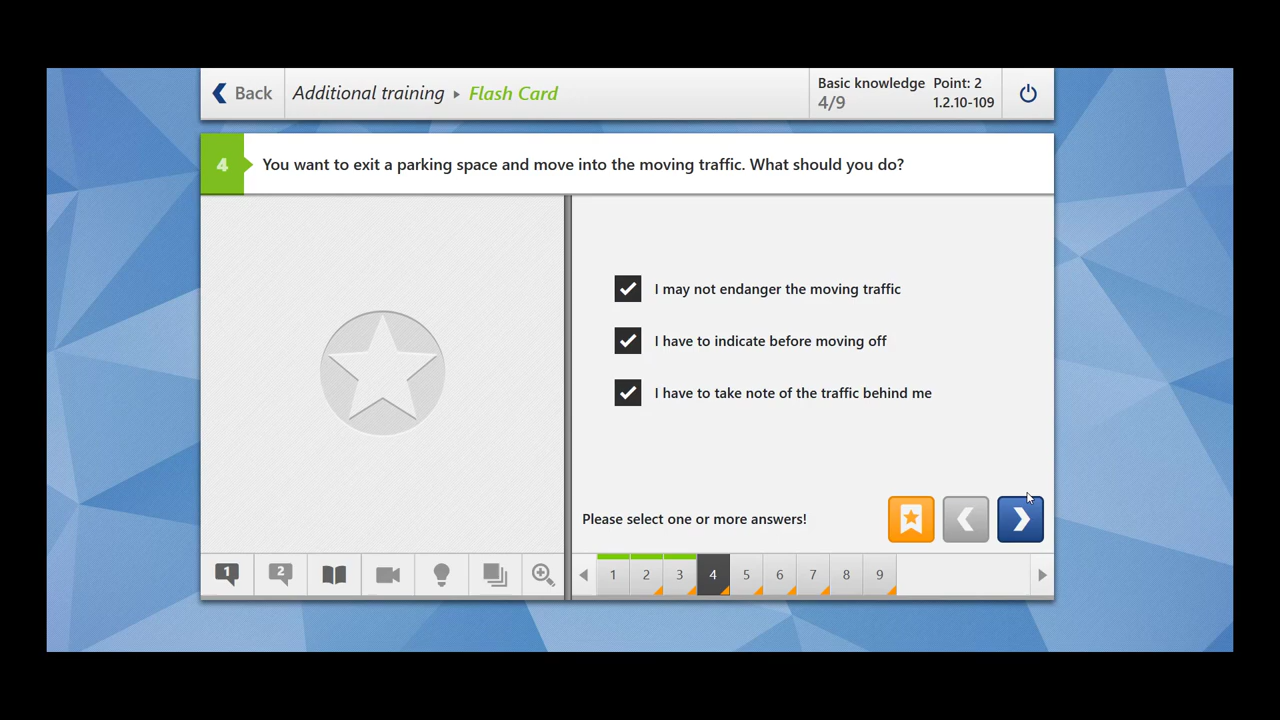 Back
Additional training ▸ Flash Card
Basic knowledge Point: 2
4/9 1.2.10-109
4 You want to exit a parking space and move into the moving traffic. What should you do?
I may not endanger the moving traffic
I have to indicate before moving off
I have to take note of the traffic behind me
Please select one or more answers!
1 2 1 2 3 4 5 6 7 8 9